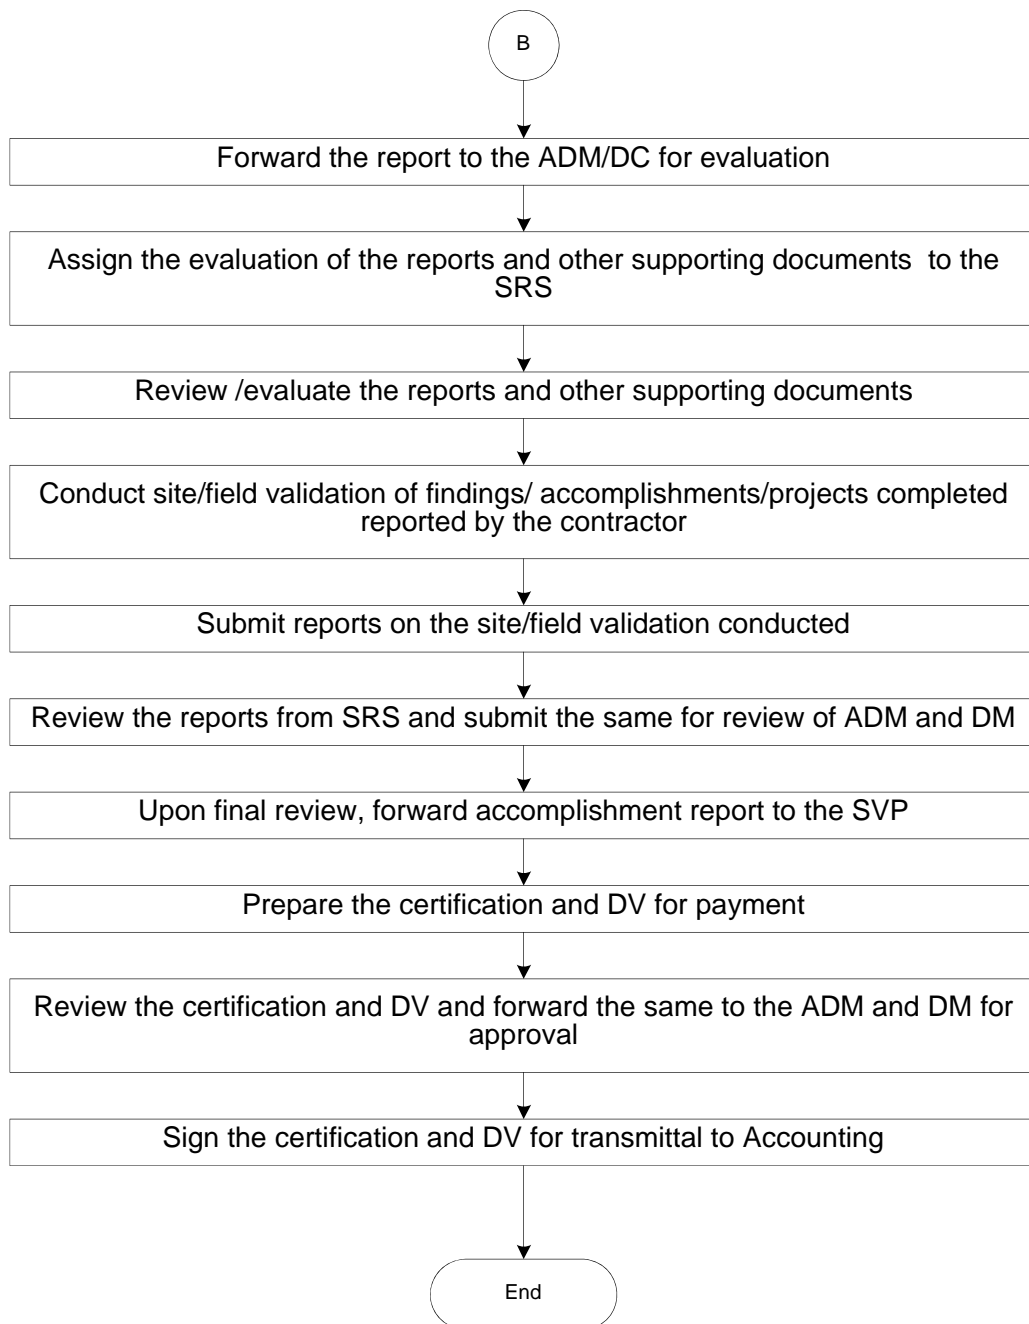 B
Forward the report to the ADM/DC for evaluation
Assign the evaluation of the reports and other supporting documents  to the
SRS
Review /evaluate the reports and other supporting documents
Conduct site/field validation of findings/ accomplishments/projects completed
reported by the contractor
Submit reports on the site/field validation conducted
Review the reports from SRS and submit the same for review of ADM and DM
Upon final review, forward accomplishment report to the SVP
Prepare the certification and DV for payment
Review the certification and DV and forward the same to the ADM and DM for
approval
Sign the certification and DV for transmittal to Accounting
End